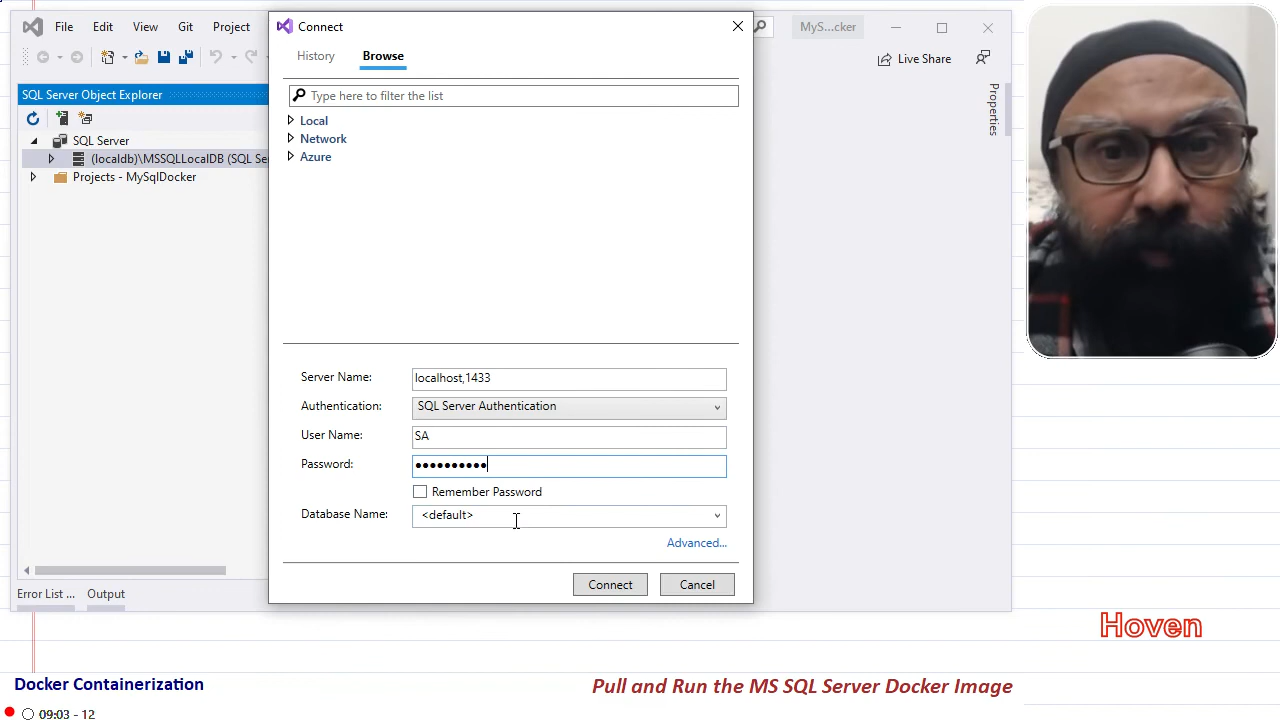 File Edit View Git Project
Connect
MyS...cker
History Browse
Live Share
SQL Server Object Explorer
Type here to filter the list
Properties
SQL Server
Local
(localdb)\MSSQLLocalDB (SQL Se
Network
Projects - MySqlDocker
Azure
Server Name: localhost,1433
Authentication: SQL Server Authentication
User Name: SA
Password: ●●●●●●●●●●
Remember Password
Database Name: <default>
Advanced...
Connect Cancel
Error List ... Output
Hoven
Docker Containerization
Pull and Run the MS SQL Server Docker Image
09:03 - 12